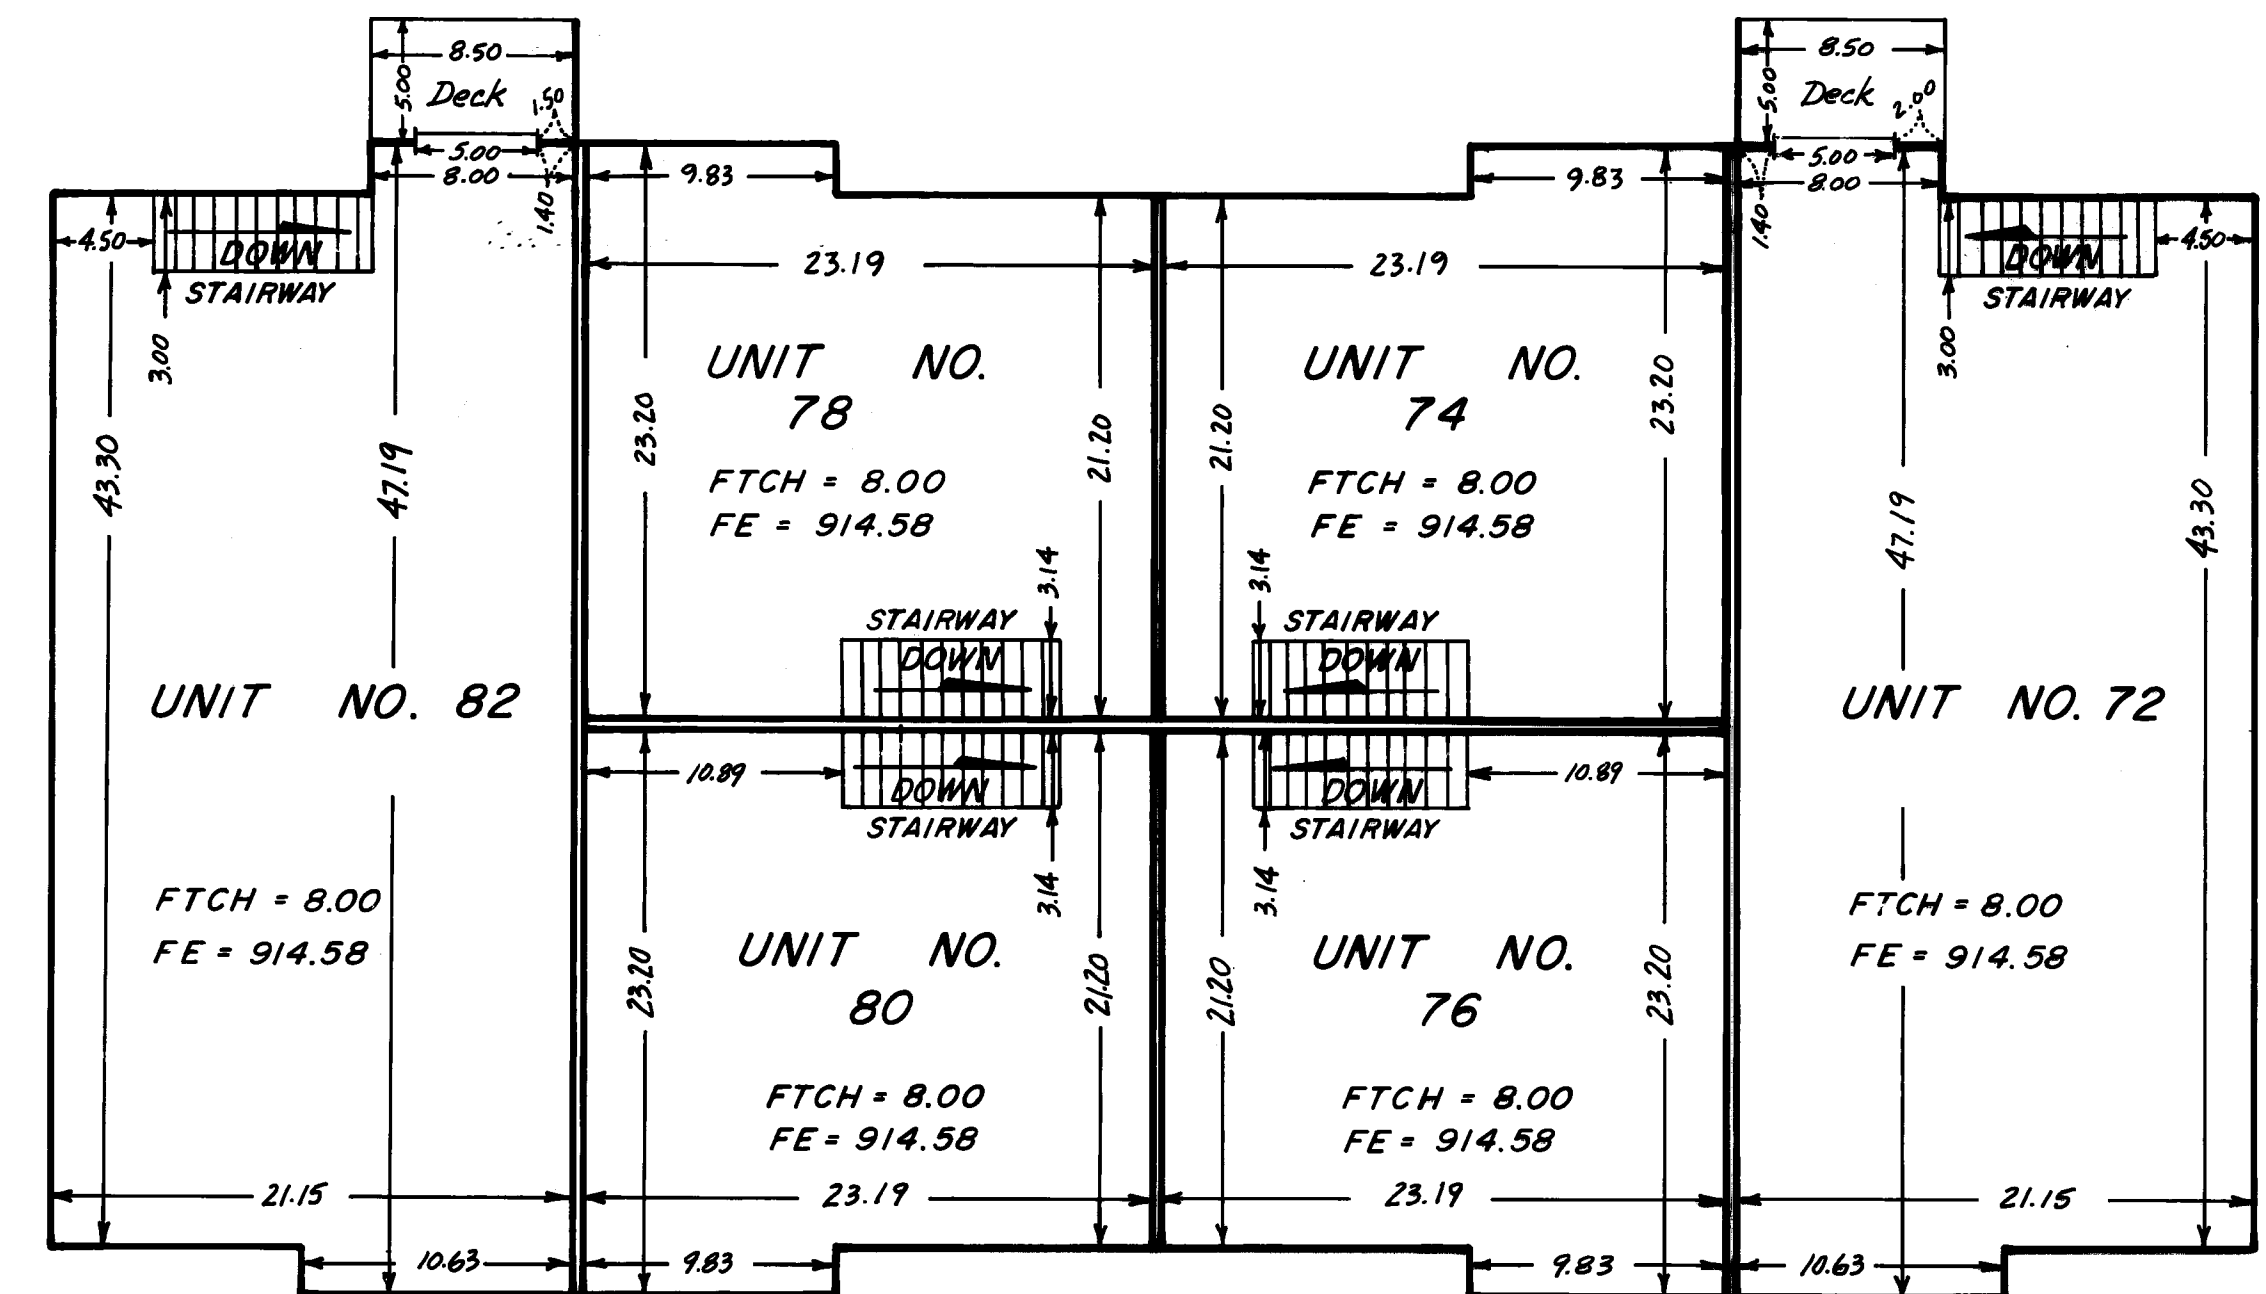 8.50
8.50
5.00
Deck
1.50
5.00
Deck
2.00
5.00
8.00
1.40
9.83
9.83
5.00
8.00
1.40
4.50
DOWN
STAIRWAY
3.00
23.19
23.19
4.50
DOWN
STAIRWAY
3.00
UNIT NO.
78
UNIT NO.
74
43.30
47.19
23.20
21.20
21.20
23.20
47.19
43.30
FTCH = 8.00
FE = 914.58
FTCH = 8.00
FE = 914.58
3.14
3.14
STAIRWAY
DOWN
STAIRWAY
DOWN
UNIT NO. 82
UNIT NO. 72
10.89
DOWN
STAIRWAY
DOWN
STAIRWAY
10.89
3.14
3.14
FTCH = 8.00
FE = 914.58
FTCH = 8.00
FE = 914.58
UNIT NO.
80
UNIT NO.
76
23.20
21.20
21.20
23.20
FTCH = 8.00
FE = 914.58
FTCH = 8.00
FE = 914.58
21.15
23.19
23.19
21.15
10.63
9.83
9.83
10.63